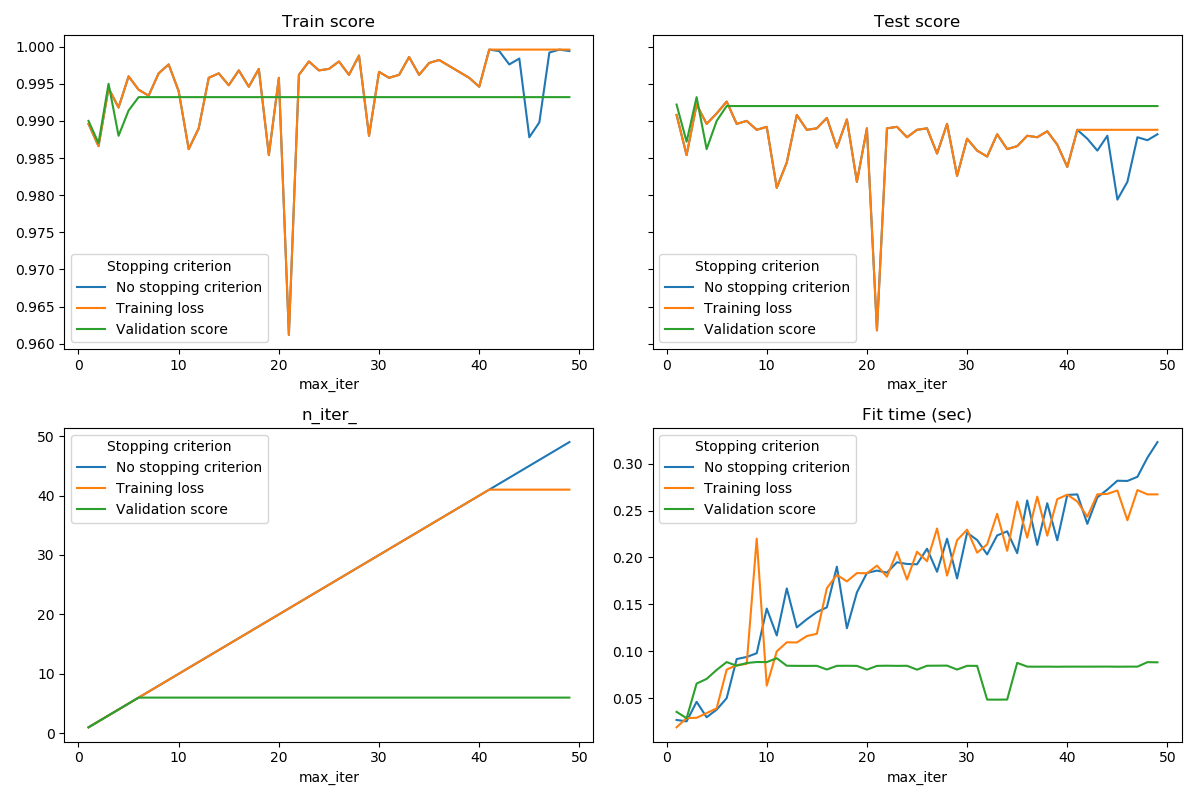 Train score
1.000
0.995
0.990
0.985
0.980
0.975
0.970
0.965
0.960
Stopping criterion
No stopping criterion
Training loss
Validation score
0 10 20 30 40 50
max_iter
Test score
Stopping criterion
No stopping criterion
Training loss
Validation score
0 10 20 30 40 50
max_iter
n_iter_
50
40
30
20
10
0
Stopping criterion
No stopping criterion
Training loss
Validation score
0 10 20 30 40 50
max_iter
Fit time (sec)
0.30
0.25
0.20
0.15
0.10
0.05
Stopping criterion
No stopping criterion
Training loss
Validation score
0 10 20 30 40 50
max_iter